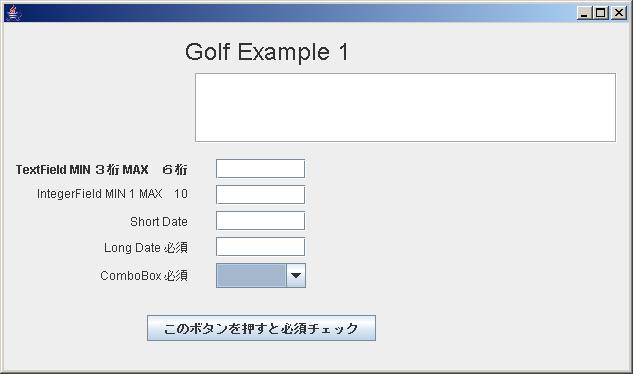 Golf Example 1
TextField MIN ３桁 MAX　６桁
IntegerField MIN 1 MAX　10
Short Date
Long Date 必須
ComboBox 必須
このボタンを押すと必須チェック